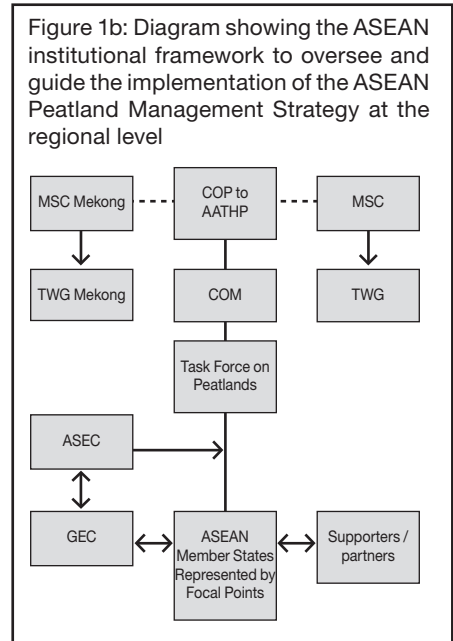 Figure 1b: Diagram showing the ASEAN
institutional framework to oversee and
guide the implementation of the ASEAN
Peatland Management Strategy at the
regional level
MSC Mekong
COP to
AATHP
MSC
TWG Mekong
COM
TWG
Task Force on
Peatlands
ASEC
GEC
ASEAN
Member States
Represented by
Focal Points
Supporters /
partners